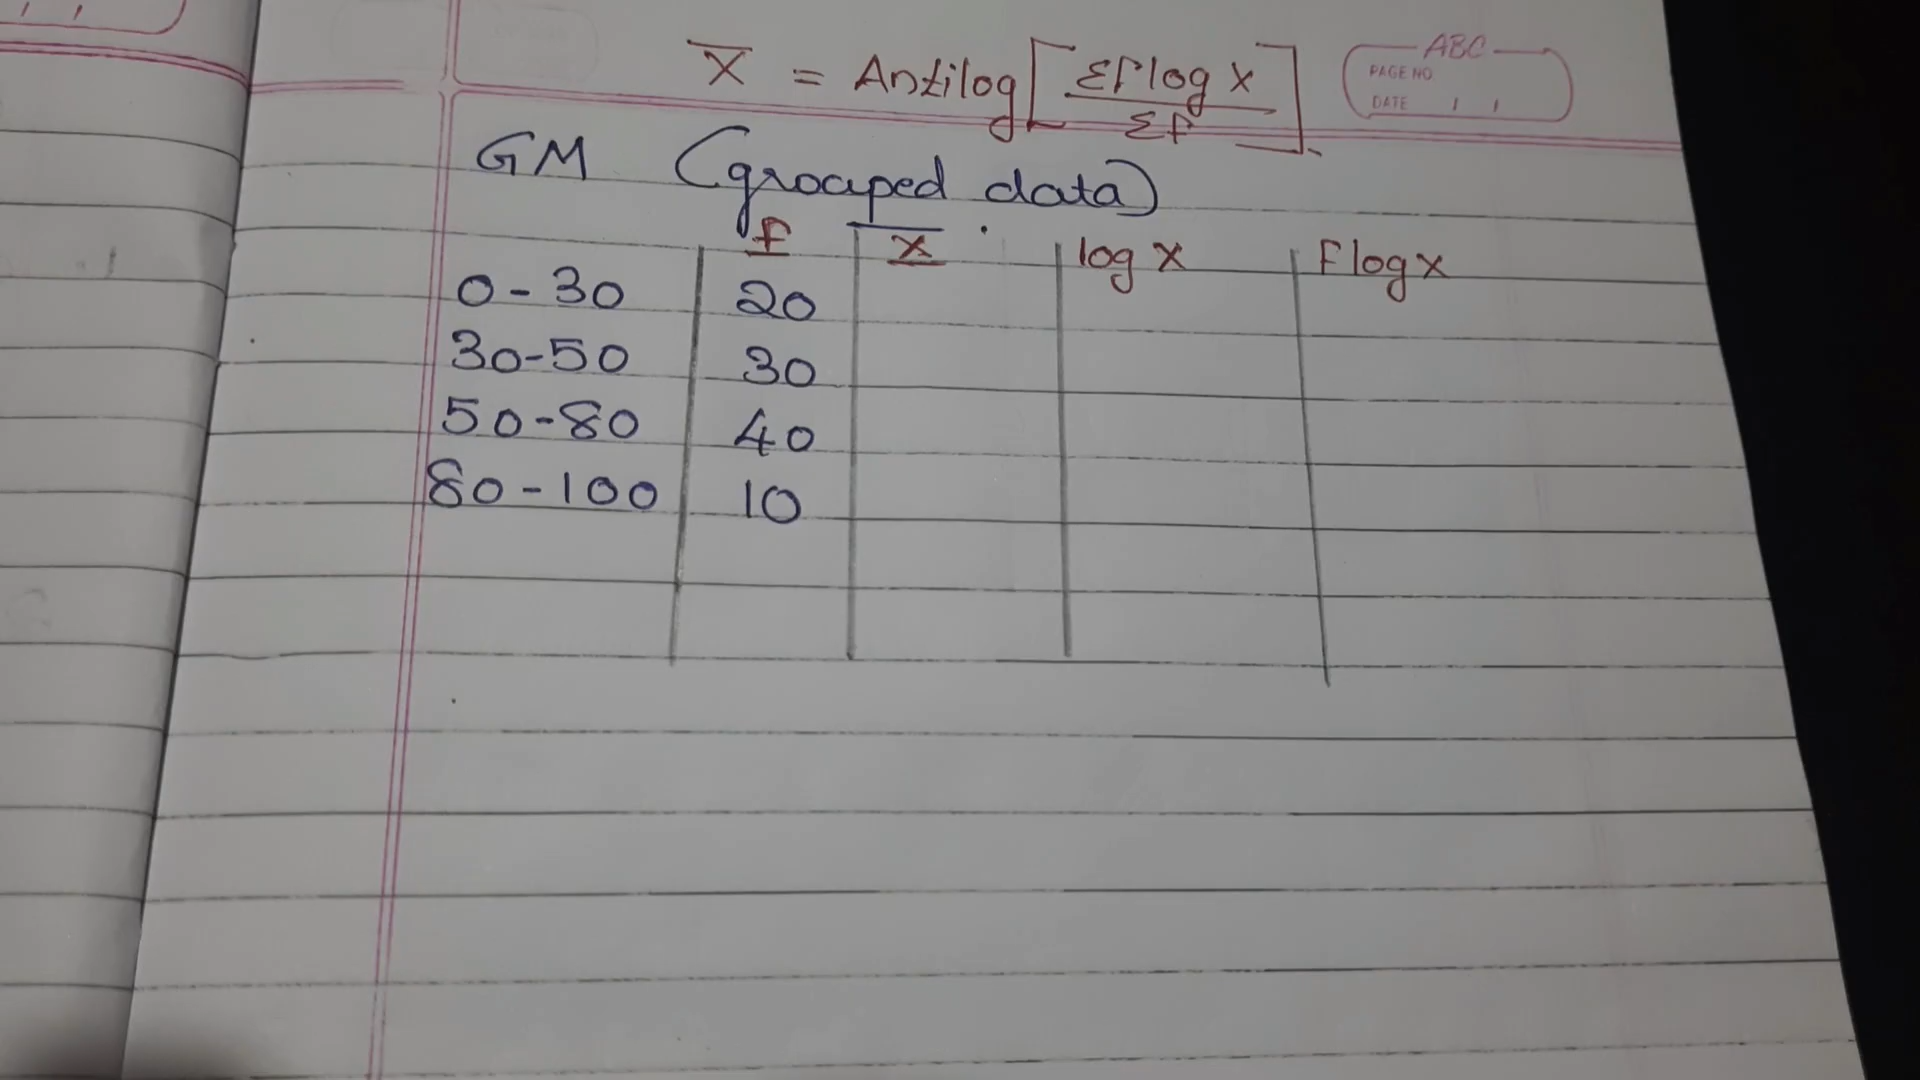 ABC
PAGE NO
DATE / /
X̅ = Antilog [ Σf log x / Σf ]
GM (grouped data)
f x log x F log x
0 - 30 20
30-50 30
50-80 40
80-100 10